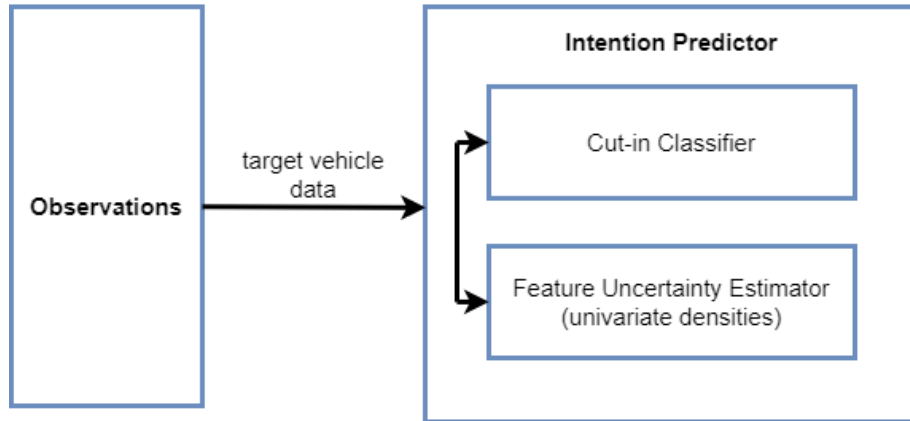 Intention Predictor
Cut-in Classifier
target vehicle
data
Observations
Feature Uncertainty Estimator
(univariate densities)